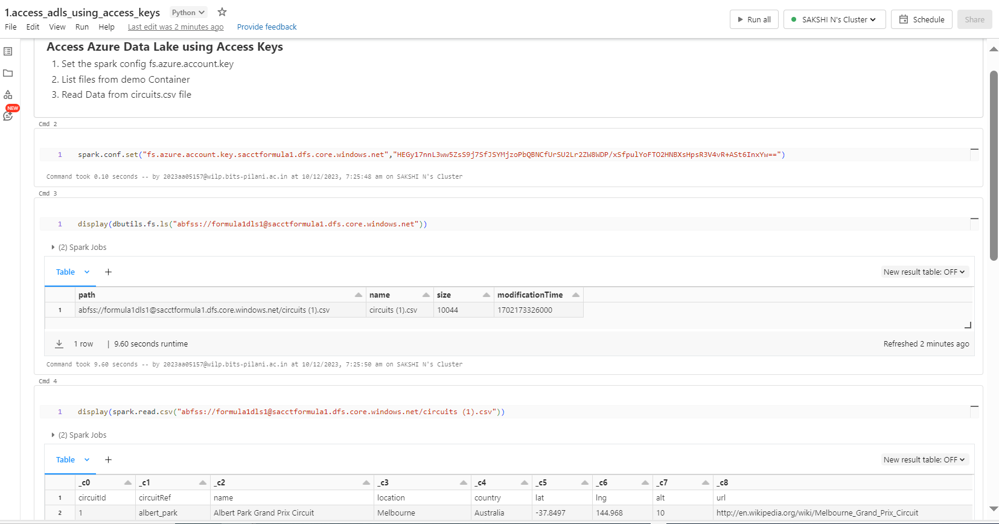 1.access_adls_using_access_keys Python
File Edit View Run Help Last edit was 2 minutes ago Provide feedback
Run all SAKSHI N's Cluster Schedule Share
NEW
Access Azure Data Lake using Access Keys
1. Set the spark config fs.azure.account.key
2. List files from demo Container
3. Read Data from circuits.csv file
Cmd 2
1 spark.conf.set("fs.azure.account.key.sacctformula1.dfs.core.windows.net","HEGy17nnL3ww5ZsS9j7SfJSYMjzoPbQBNCfUrSU2Lr2ZW8WDP/xSfpulYoFTO2HNBXsHpsR3V4vR+ASt6InxYw==")
Command took 0.10 seconds -- by 2023aa05157@wilp.bits-pilani.ac.in at 10/12/2023, 7:25:48 am on SAKSHI N's Cluster
Cmd 3
1 display(dbutils.fs.ls("abfss://formula1dls1@sacctformula1.dfs.core.windows.net"))
(2) Spark Jobs
Table + New result table: OFF
path name size modificationTime
1 abfss://formula1dls1@sacctformula1.dfs.core.windows.net/circuits (1).csv circuits (1).csv 10044 1702173326000
1 row | 9.60 seconds runtime Refreshed 2 minutes ago
Command took 9.60 seconds -- by 2023aa05157@wilp.bits-pilani.ac.in at 10/12/2023, 7:25:50 am on SAKSHI N's Cluster
Cmd 4
1 display(spark.read.csv("abfss://formula1dls1@sacctformula1.dfs.core.windows.net/circuits (1).csv"))
(2) Spark Jobs
Table + New result table: OFF
_c0 _c1 _c2 _c3 _c4 _c5 _c6 _c7 _c8
1 circuitId circuitRef name location country lat lng alt url
2 1 albert_park Albert Park Grand Prix Circuit Melbourne Australia -37.8497 144.968 10 http://en.wikipedia.org/wiki/Melbourne_Grand_Prix_Circuit